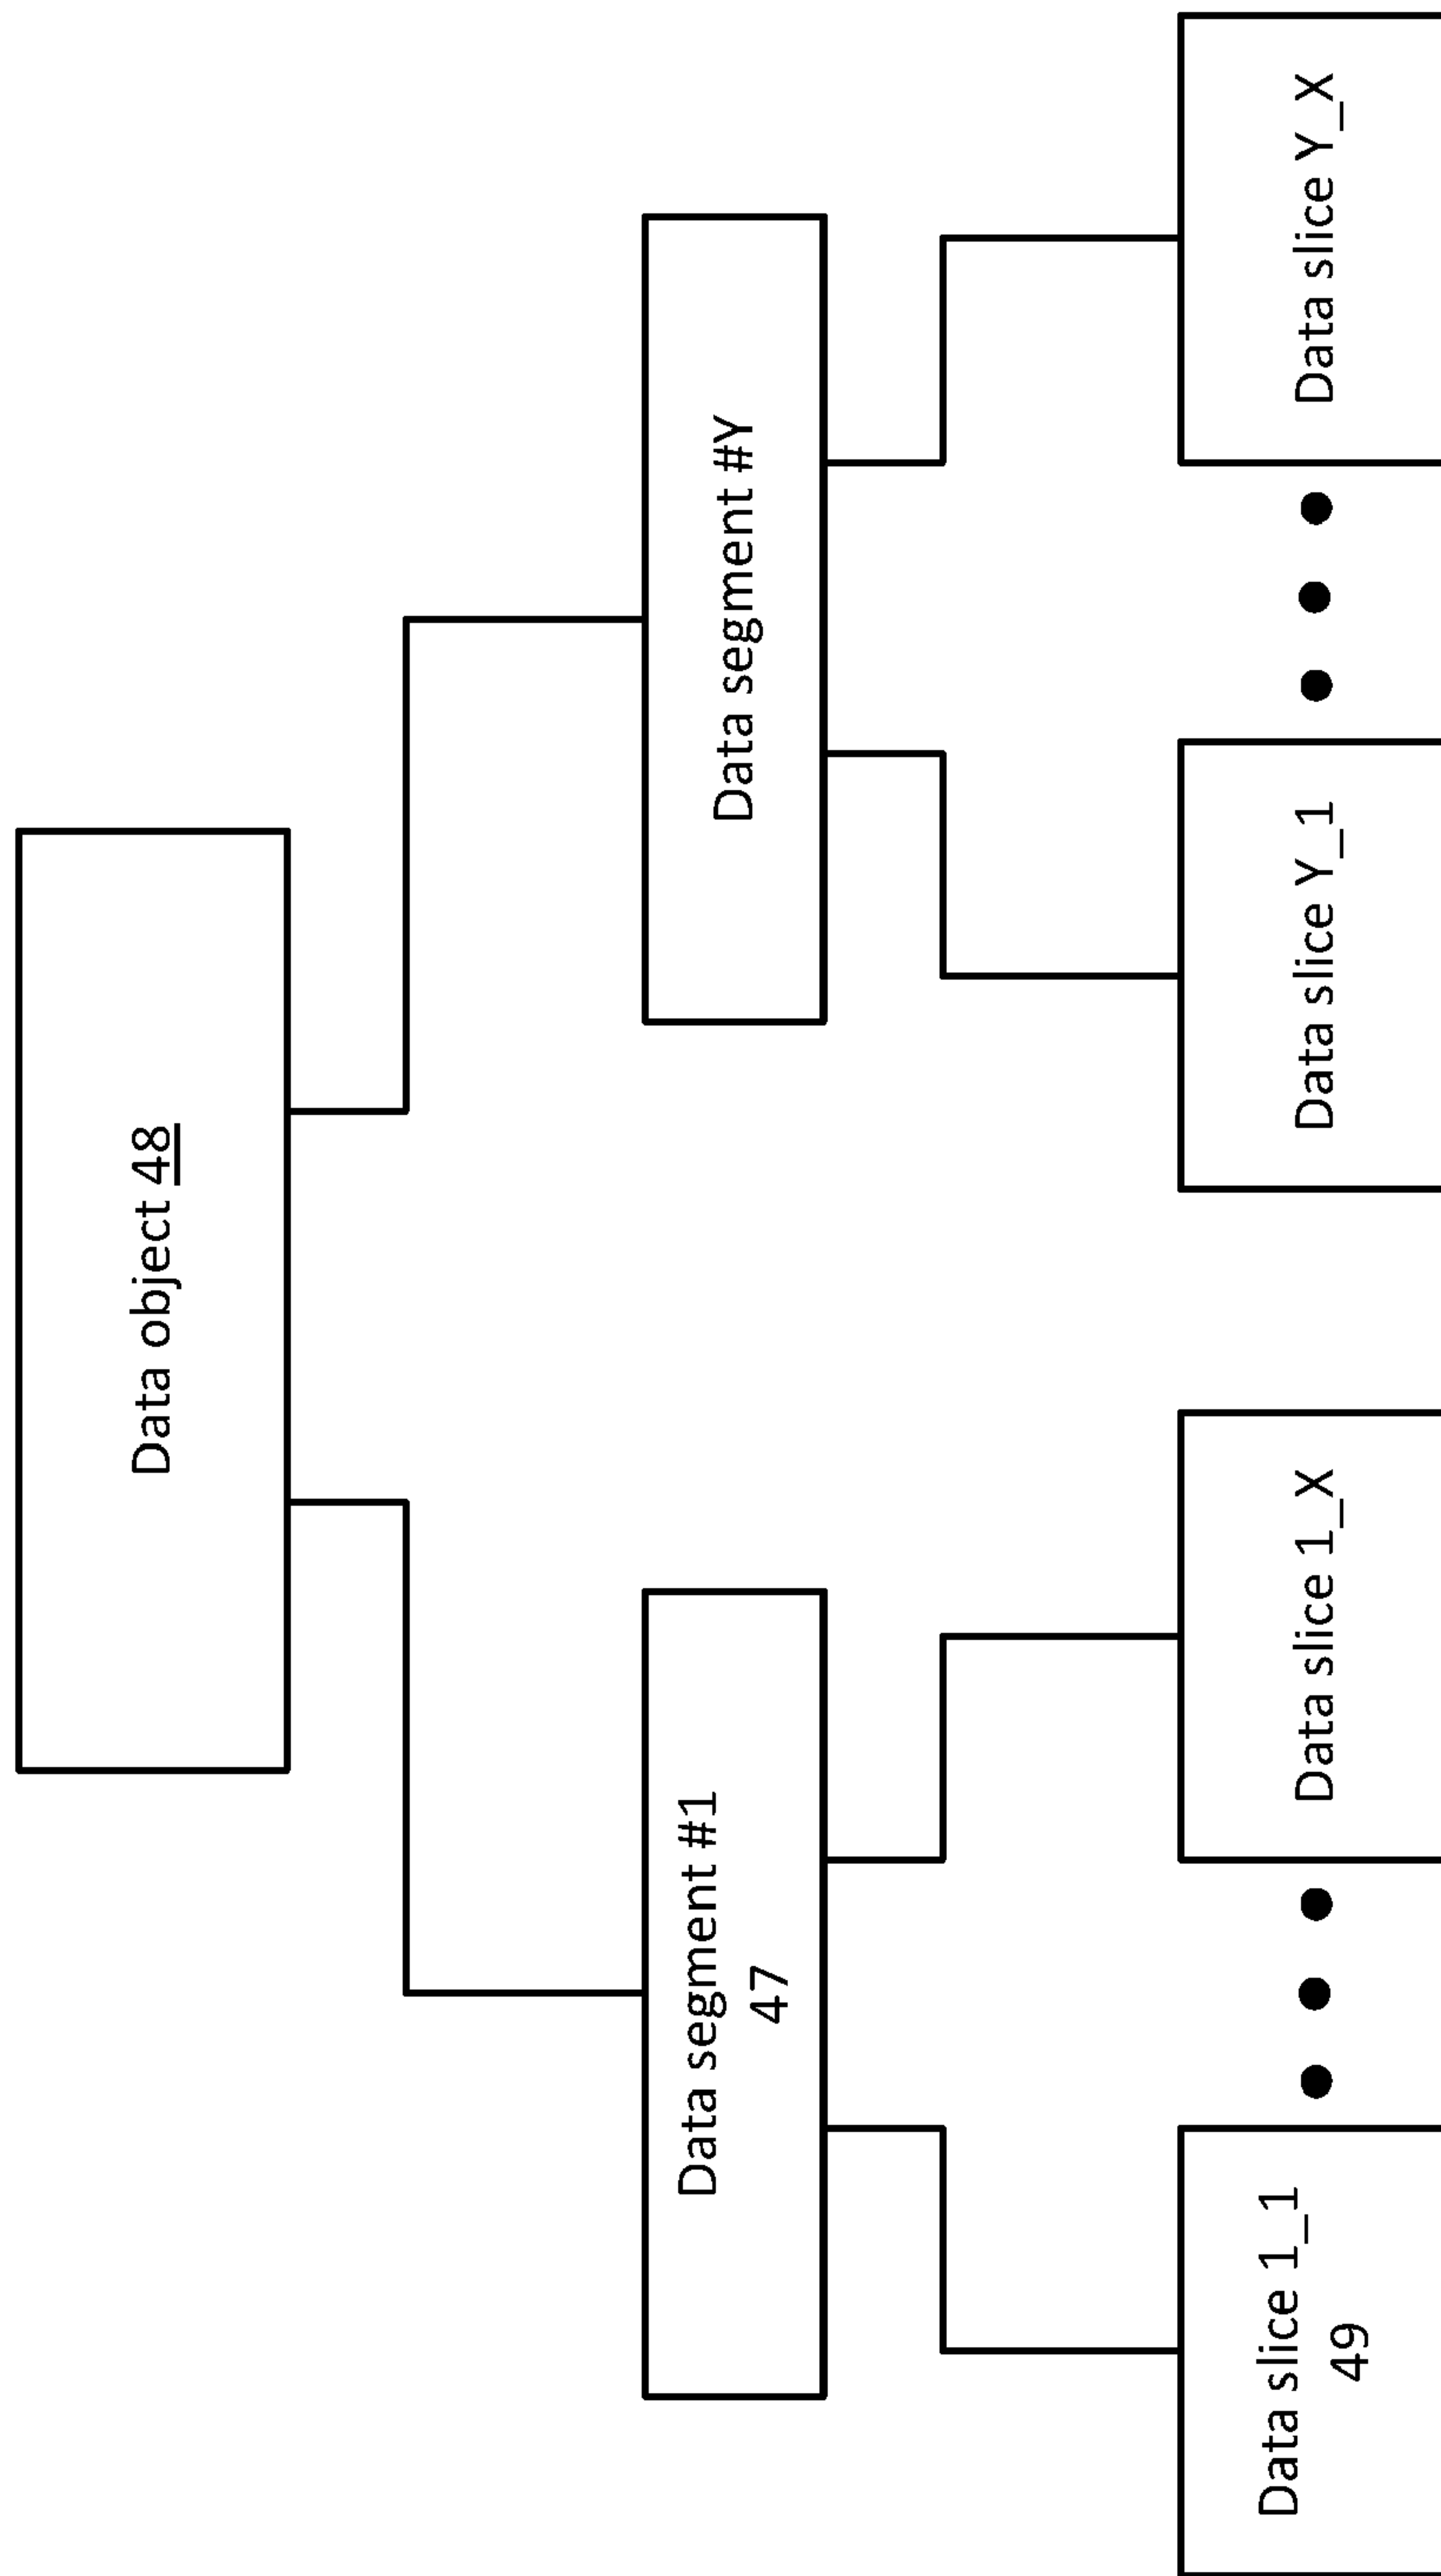 Data object 48
Data segment #1
47
Data segment #Y
Data slice 1_1
49
Data slice 1_X
Data slice Y_1
Data slice Y_X